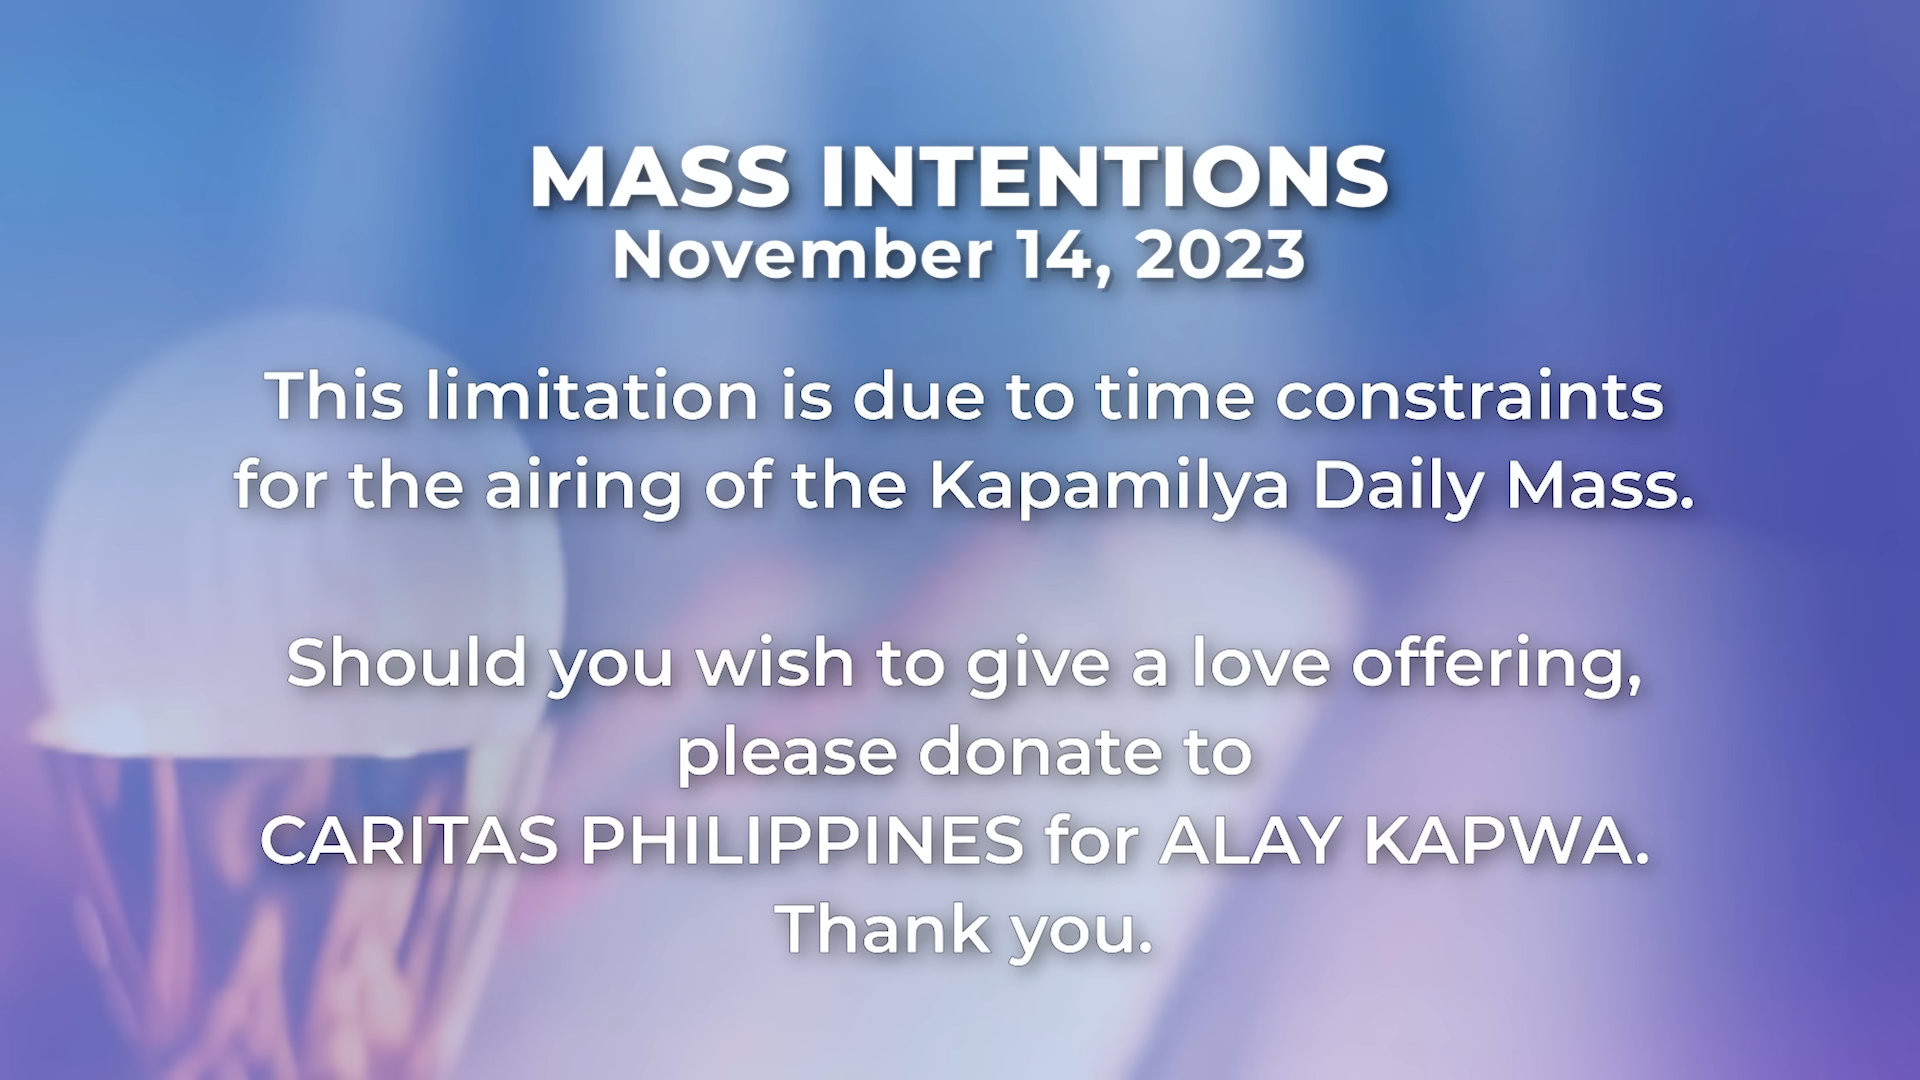 MASS INTENTIONS
November 14, 2023
This limitation is due to time constraints
for the airing of the Kapamilya Daily Mass.
Should you wish to give a love offering,
please donate to
CARITAS PHILIPPINES for ALAY KAPWA.
Thank you.